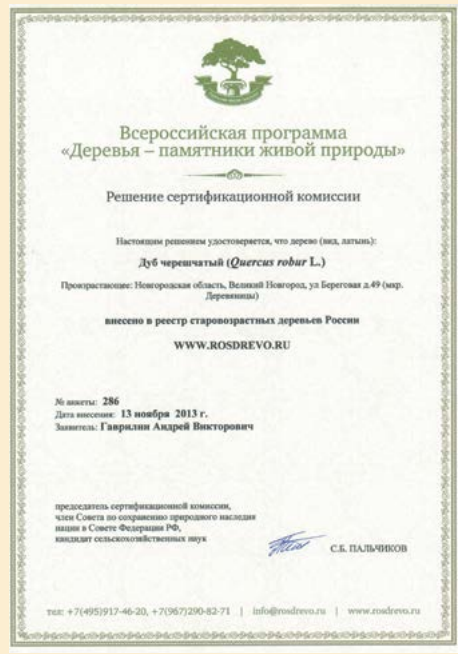 Всероссийская программа
«Деревья – памятники живой природы»
Решение сертификационной комиссии
Настоящим решением удостоверяется, что дерево (вид, латынь):
Дуб черешчатый (Quercus robur L.)
Произрастающее: Новгородская область, Великий Новгород, ул Береговая д.49 (мкр.
Деревяницы)
внесено в реестр старовозрастных деревьев России
WWW.ROSDREVO.RU
№ анкеты: 286
Дата внесения: 13 ноября 2013 г.
Заявитель: Гаврилин Андрей Викторович
председатель сертификационной комиссии,
член Совета по сохранению природного наследия
нации в Совете Федерации РФ,
кандидат сельскохозяйственных наук
С.Б. ПАЛЬЧИКОВ
тел: +7(495)917-46-20, +7(967)290-82-71 | info@rosdrevo.ru | www.rosdrevo.ru